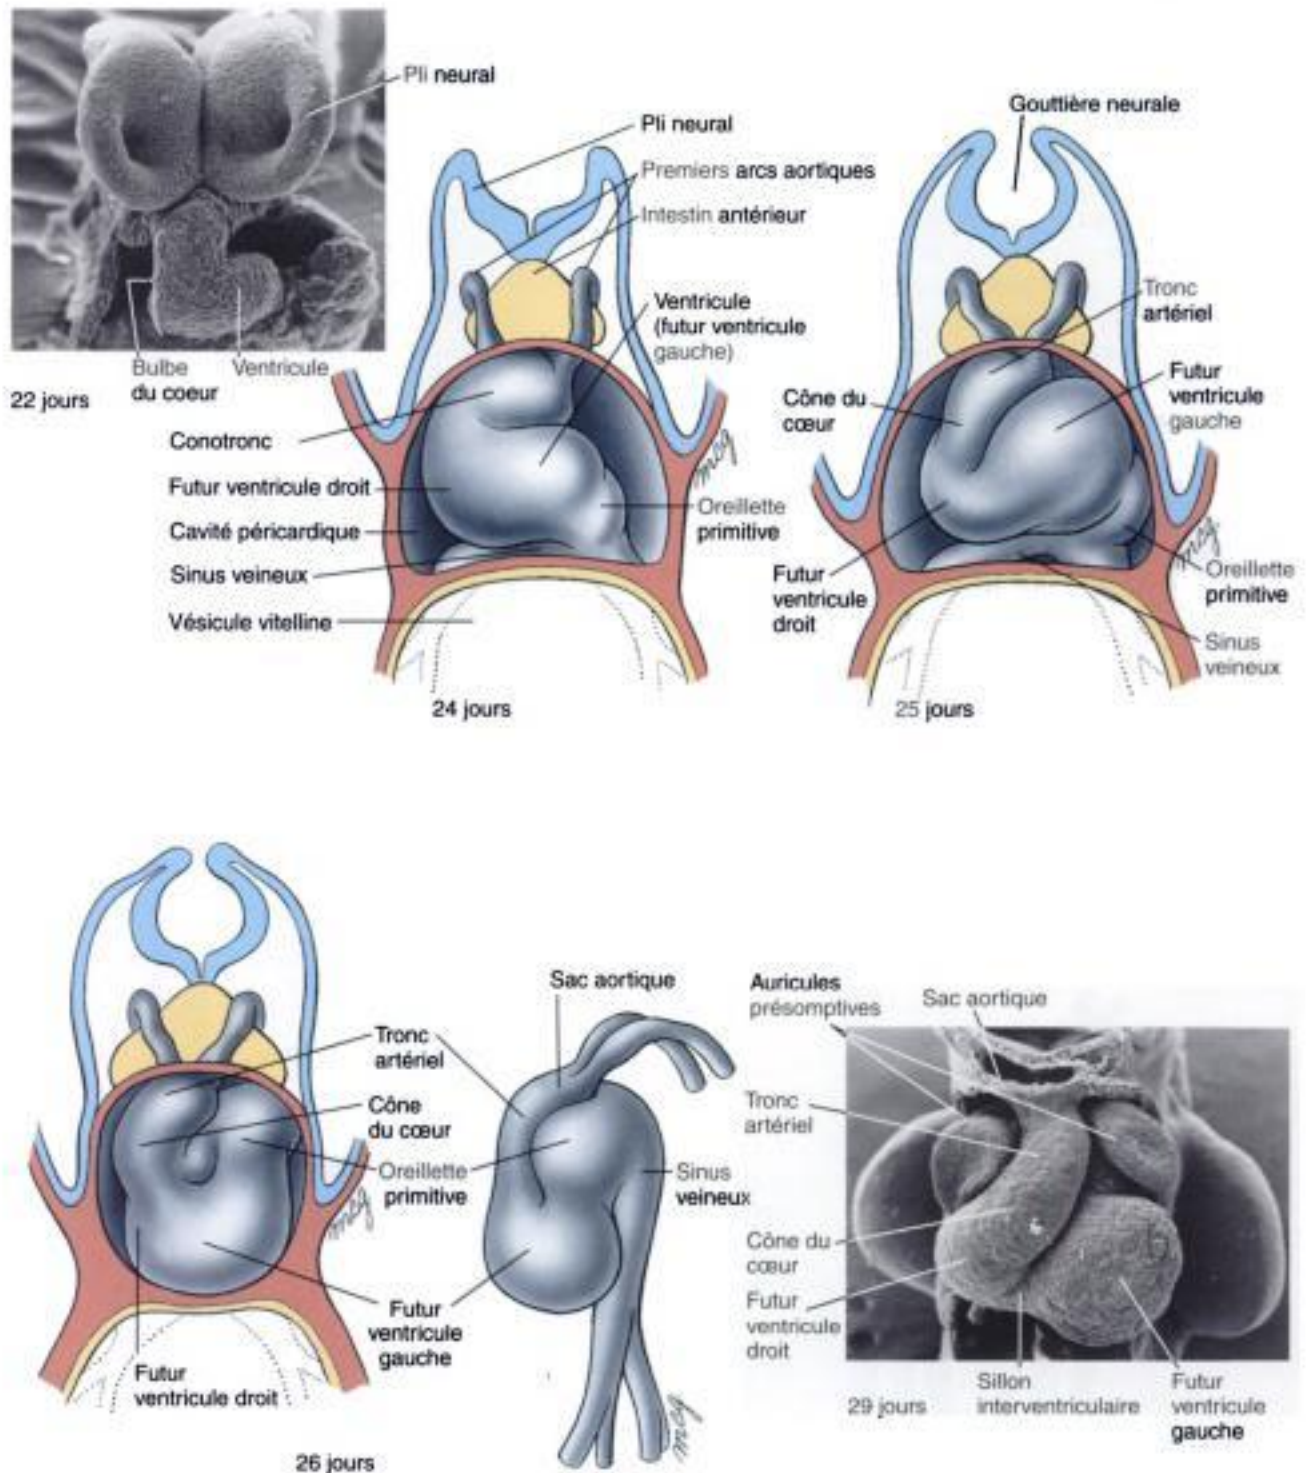 Pli neural
Bulbe
du coeur
Ventricule
22 jours
Pli neural
Premiers arcs aortiques
Intestin antérieur
Ventricule
(futur ventricule
gauche)
Conotronc
Futur ventricule droit
Cavité péricardique
Sinus veineux
Vésicule vitelline
Oreillette
primitive
mcg
24 jours
Gouttière neurale
Tronc
artériel
Cône du
cœur
Futur
ventricule
gauche
Futur
ventricule
droit
Oreillette
primitive
Sinus
veineux
mcg
25 jours
Tronc
artériel
Cône
du cœur
Oreillette
primitive
Futur
ventricule
gauche
Futur
ventricule droit
mcg
26 jours
Sac aortique
Sinus
veineux
mcg
Auricules
présomptives
Sac aortique
Tronc
artériel
Cône du
cœur
Futur
ventricule
droit
Sillon
interventriculaire
Futur
ventricule
gauche
29 jours